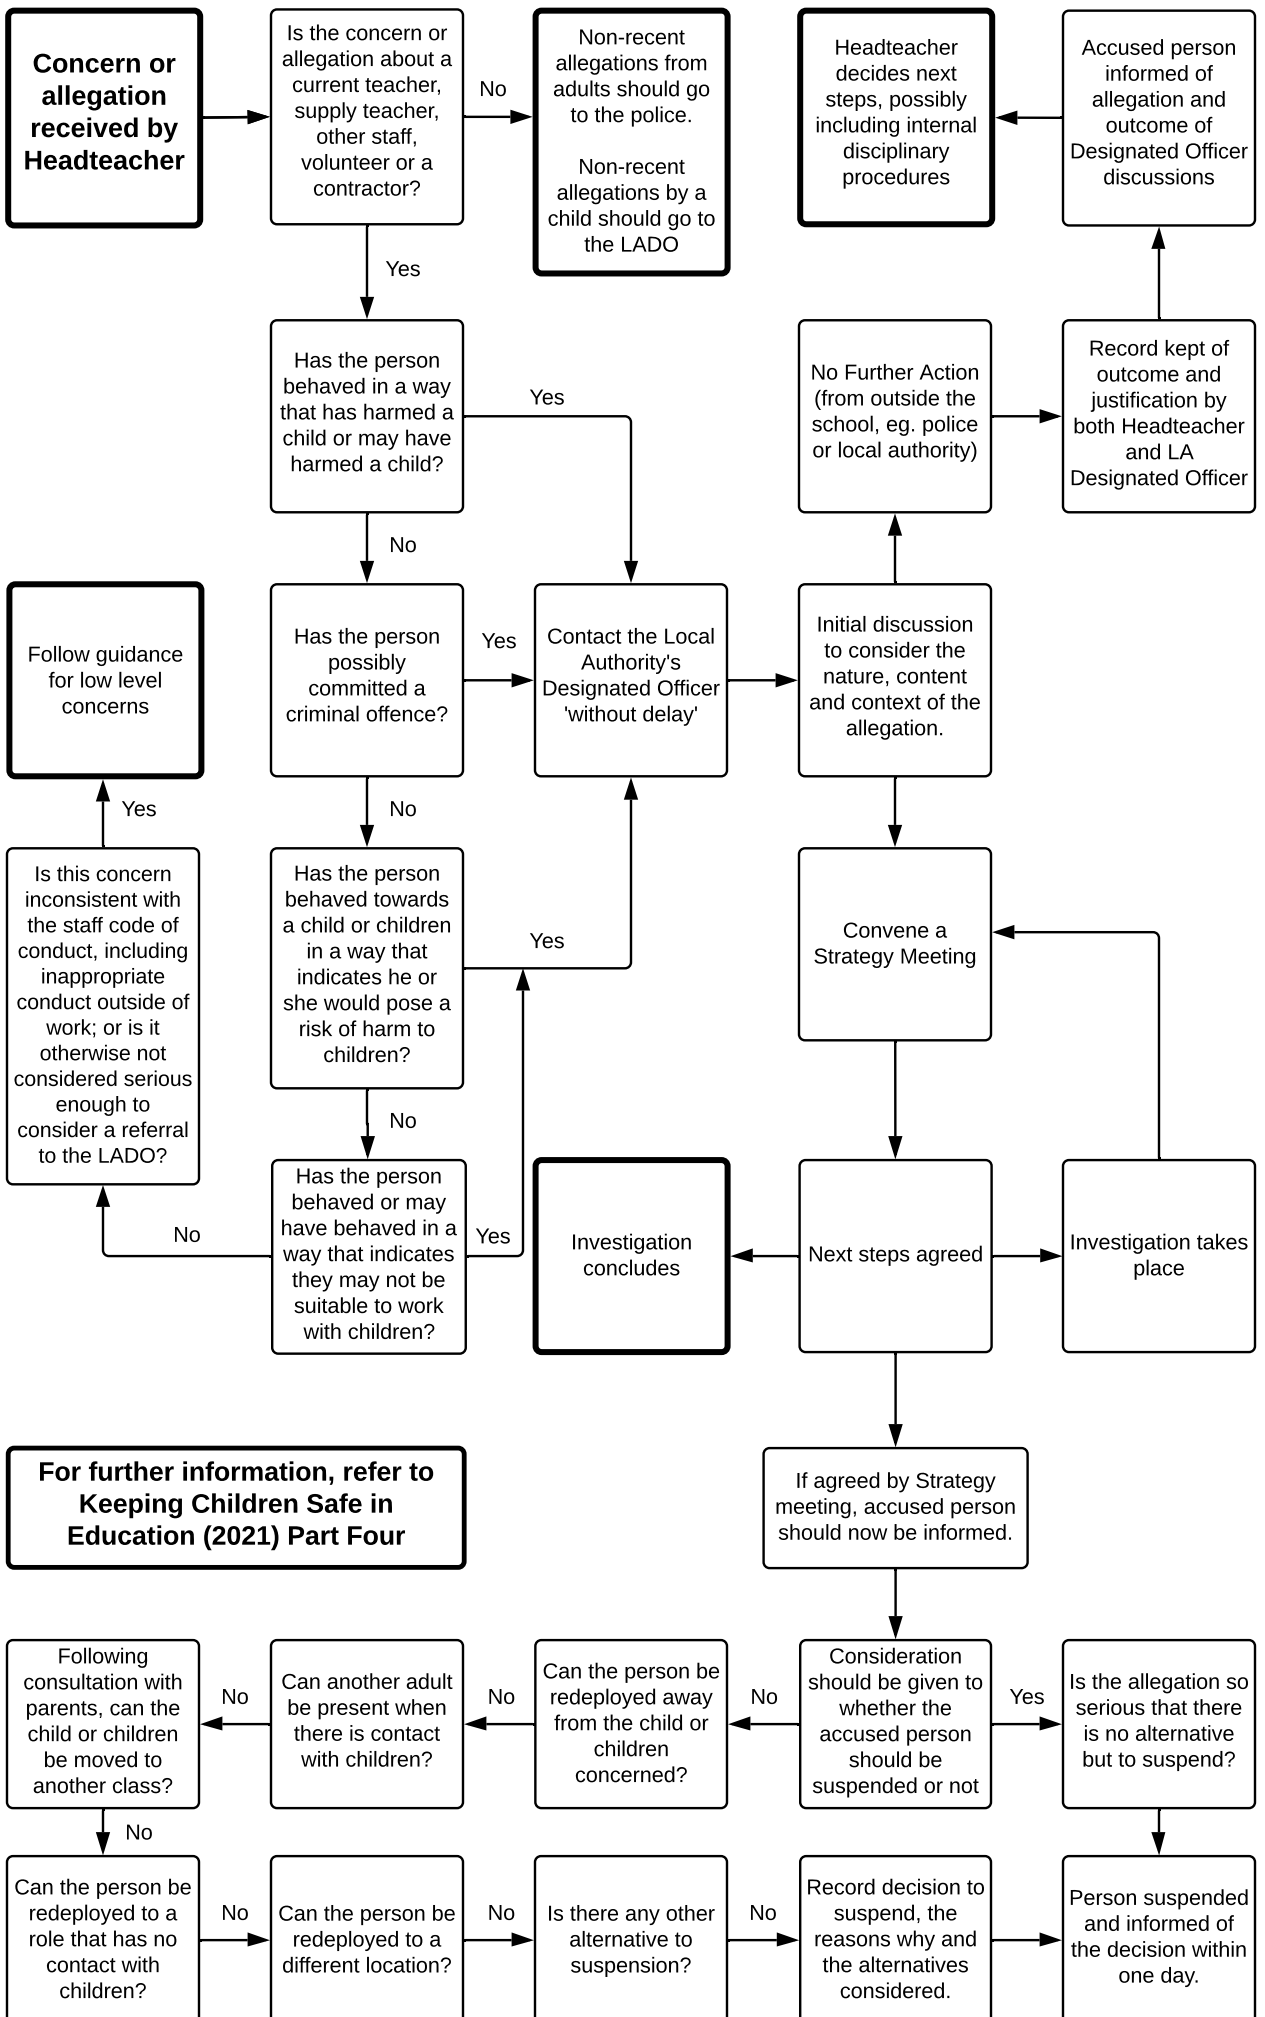 Concern or
allegation
received by
Headteacher
Is the concern or
allegation about a
current teacher,
supply teacher,
other staff,
volunteer or a
contractor?
No
Non-recent
allegations from
adults should go
to the police.
Non-recent
allegations by a
child should go to
the LADO
Headteacher
decides next
steps, possibly
including internal
disciplinary
procedures
Accused person
informed of
allegation and
outcome of
Designated Officer
discussions
Yes
Has the person
behaved in a way
that has harmed a
child or may have
harmed a child?
Yes
No Further Action
(from outside the
school, eg. police
or local authority)
Record kept of
outcome and
justification by
both Headteacher
and LA
Designated Officer
No
Follow guidance
for low level
concerns
Has the person
possibly
committed a
criminal offence?
Yes
Contact the Local
Authority's
Designated Officer
'without delay'
Initial discussion
to consider the
nature, content
and context of the
allegation.
Yes
No
Is this concern
inconsistent with
the staff code of
conduct, including
inappropriate
conduct outside of
work; or is it
otherwise not
considered serious
enough to
consider a referral
to the LADO?
Has the person
behaved towards
a child or children
in a way that
indicates he or
she would pose a
risk of harm to
children?
Yes
Convene a
Strategy Meeting
No
No
Has the person
behaved or may
have behaved in a
way that indicates
they may not be
suitable to work
with children?
Yes
Investigation
concludes
Next steps agreed
Investigation takes
place
For further information, refer to
Keeping Children Safe in
Education (2021) Part Four
If agreed by Strategy
meeting, accused person
should now be informed.
Following
consultation with
parents, can the
child or children
be moved to
another class?
No
Can another adult
be present when
there is contact
with children?
No
Can the person be
redeployed away
from the child or
children
concerned?
No
Consideration
should be given to
whether the
accused person
should be
suspended or not
Yes
Is the allegation so
serious that there
is no alternative
but to suspend?
No
Can the person be
redeployed to a
role that has no
contact with
children?
No
Can the person be
redeployed to a
different location?
No
Is there any other
alternative to
suspension?
No
Record decision to
suspend, the
reasons why and
the alternatives
considered.
Person suspended
and informed of
the decision within
one day.